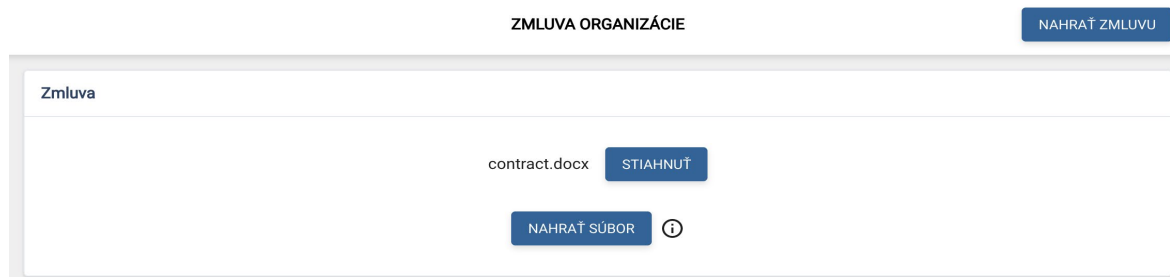 ZMLUVA ORGANIZÁCIE NAHRAŤ ZMLUVU
Zmluva
contract.docx STIAHNUŤ
NAHRAŤ SÚBOR